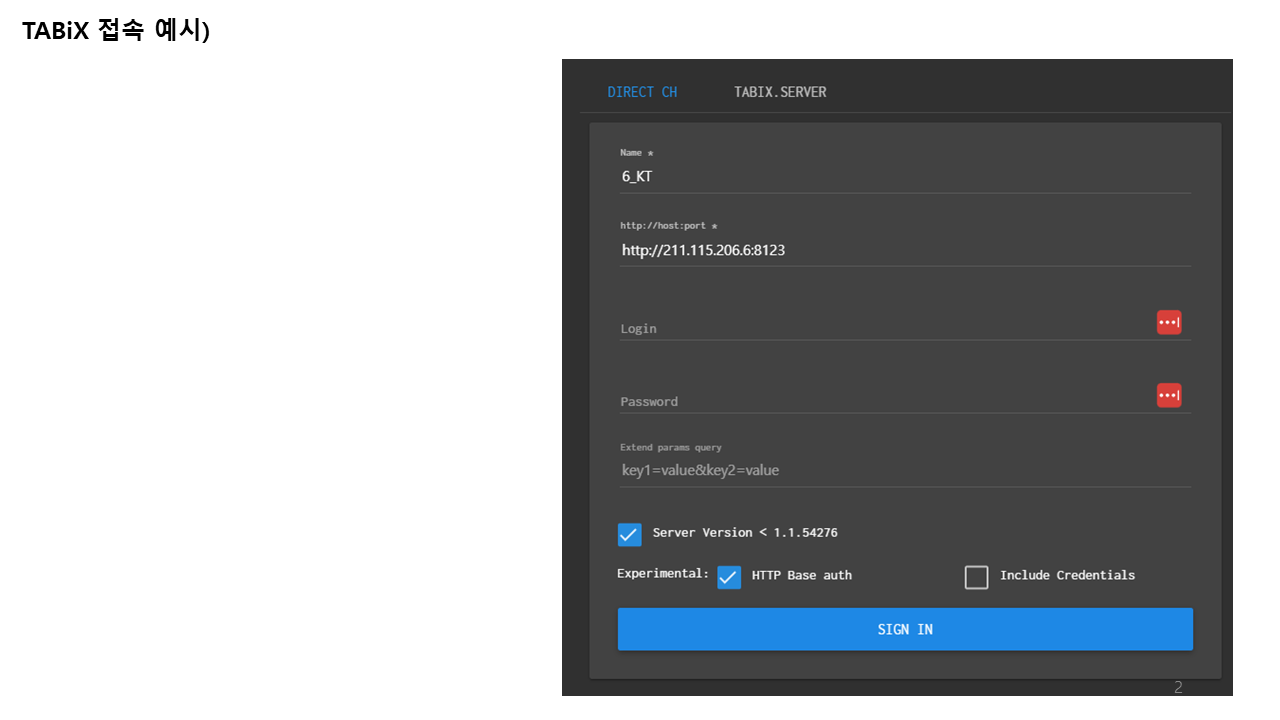 TABiX 접속 예시)
DIRECT CH TABIX.SERVER
Name *
6_KT
http://host:port *
http://211.115.206.6:8123
Login
Password
Extend params query
key1=value&key2=value
Server Version < 1.1.54276
Experimental: HTTP Base auth Include Credentials
SIGN IN
2